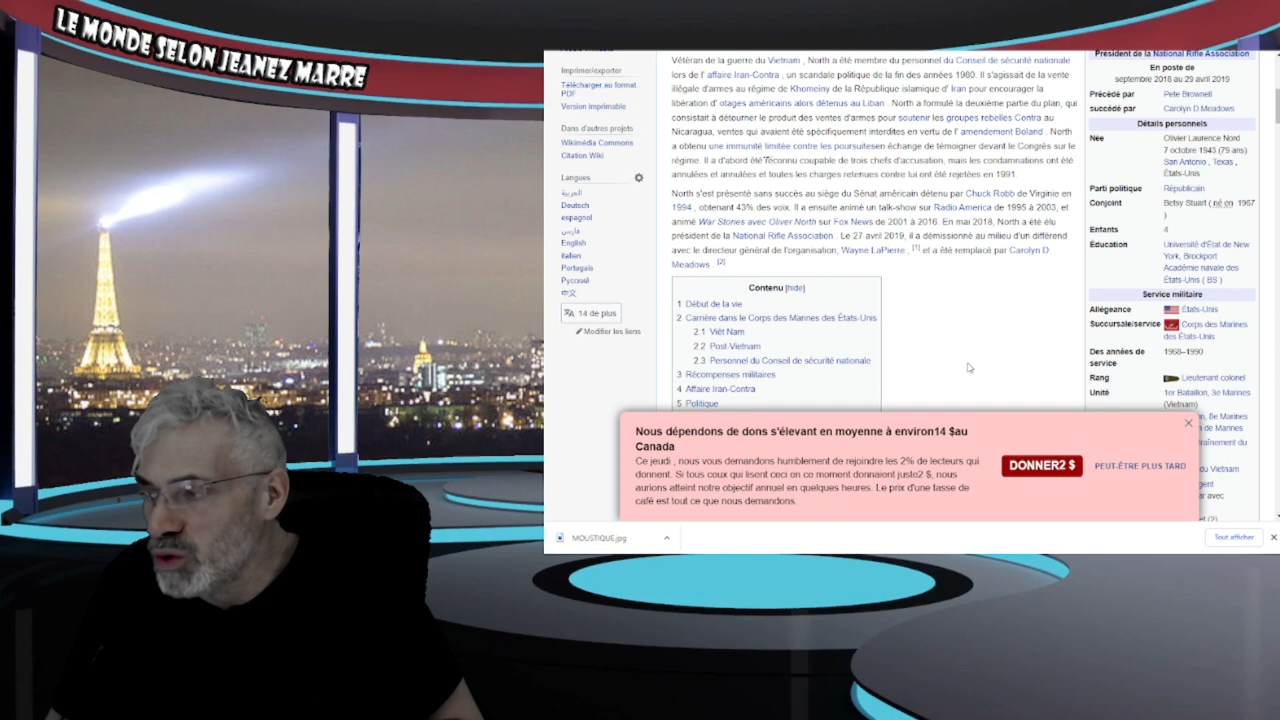 LE MONDE SELON JEANEZ MARRE
Imprimer/exporter
Télécharger au format
PDF
Version imprimable
Dans d'autres projets
Wikimédia Commons
Citation Wiki
Langues
العربية
Deutsch
espagnol
فارسی
English
Italien
Portugais
Русский
中文
14 de plus
Modifier les liens
Vétéran de la guerre du Vietnam , North a été membre du personnel du Conseil de sécurité nationale
lors de l' affaire Iran-Contra , un scandale politique de la fin des années 1980. Il s'agissait de la vente
illégale d'armes au régime de Khomeiny de la République islamique d' Iran pour encourager la
libération d' otages américains alors détenus au Liban . North a formulé la deuxième partie du plan, qui
consistait à détourner le produit des ventes d'armes pour soutenir les groupes rebelles Contra au
Nicaragua, ventes qui avaient été spécifiquement interdites en vertu de l' amendement Boland . North
a obtenu une immunité limitée contre les poursuites en échange de témoigner devant le Congrès sur le
régime. Il a d'abord été reconnu coupable de trois chefs d'accusation, mais les condamnations ont été
annulées et annulées et toutes les charges retenues contre lui ont été rejetées en 1991.
North s'est présenté sans succès au siège du Sénat américain détenu par Chuck Robb de Virginie en
1994 , obtenant 43% des voix. Il a ensuite animé un talk-show sur Radio America de 1995 à 2003, et
animé War Stories avec Oliver North sur Fox News de 2001 à 2016. En mai 2018, North a été élu
président de la National Rifle Association . Le 27 avril 2019, il a démissionné au milieu d'un différend
avec le directeur général de l'organisation, Wayne LaPierre , [1] et a été remplacé par Carolyn D.
Meadows . [2]
Contenu [hide]
1 Début de la vie
2 Carrière dans le Corps des Marines des États-Unis
2.1 Viêt Nam
2.2 Post-Vietnam
2.3 Personnel du Conseil de sécurité nationale
3 Récompenses militaires
4 Affaire Iran-Contra
5 Politique
Président de la National Rifle Association
En poste de
septembre 2018 au 29 avril 2019
Précédé par Pete Brownell
succédé par Carolyn D Meadows
Détails personnels
Née Olivier Laurence Nord
7 octobre 1943 (79 ans)
San Antonio , Texas ,
États-Unis
Parti politique Républicain
Conjoint Betsy Stuart ( né en 1967
)
Enfants 4
Éducation Université d'État de New
York, Brockport
Académie navale des
États-Unis ( BS )
Service militaire
Allégeance États-Unis
Succursale/service Corps des Marines
des États-Unis
Des années de 1968–1990
service
Rang Lieutenant colonel
Unité 1er Bataillon, 3e Marines
(Vietnam)
n, 8e Marines
n de Marines
raînement du
du Vietnam
gent
ar avec
et (2)
Nous dépendons de dons s'élevant en moyenne à environ14 $au
Canada
Ce jeudi , nous vous demandons humblement de rejoindre les 2% de lecteurs qui
donnent. Si tous ceux qui lisent ceci en ce moment donnaient juste2 $, nous
aurions atteint notre objectif annuel en quelques heures. Le prix d'une tasse de
café est tout ce que nous demandons.
DONNER2 $
PEUT-ÊTRE PLUS TARD
MOUSTIQUE.jpg
Tout afficher